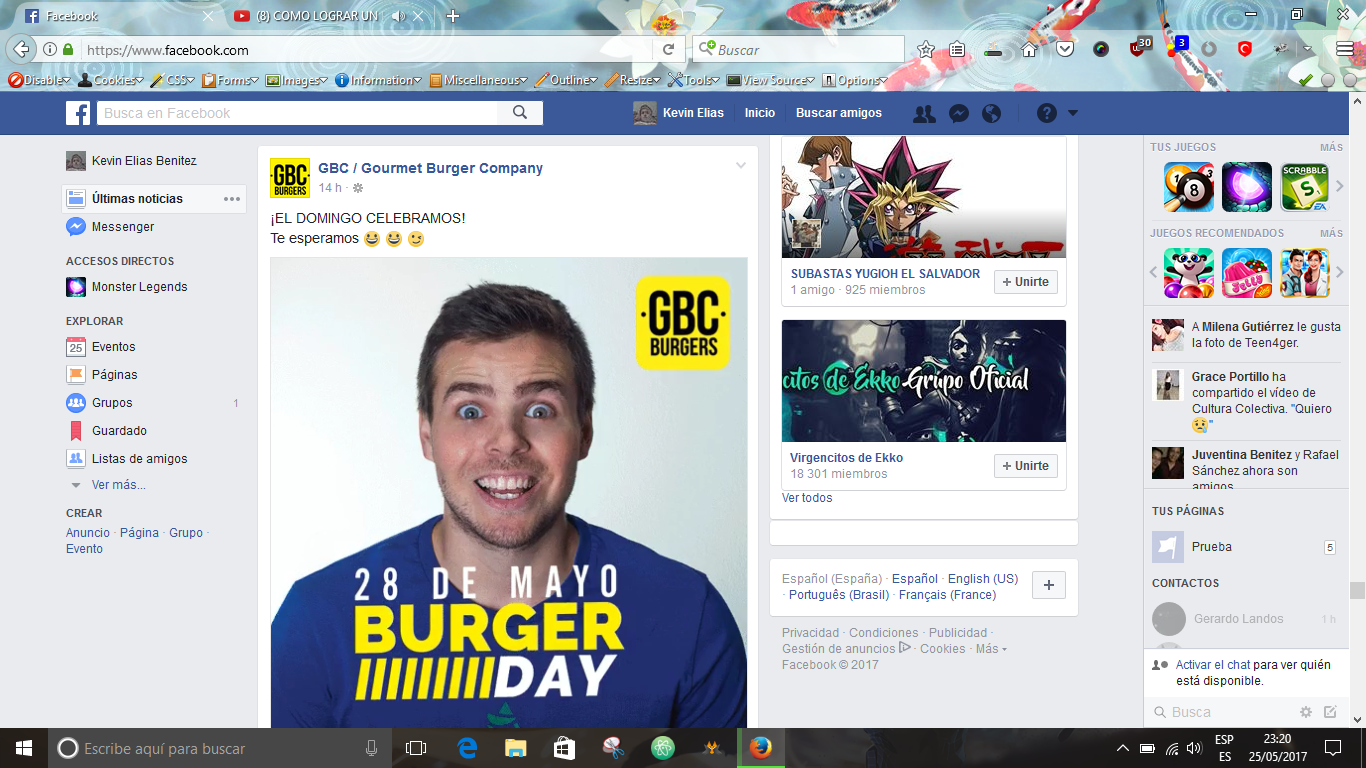 Facebook
(8) COMO LOGRAR UN
https://www.facebook.com
Buscar
30
3
Disable Cookies CSS Forms Images Information Miscellaneous Outline Resize Tools View Source Options
Busca en Facebook
Kevin Elias
Inicio
Buscar amigos
Kevin Elias Benitez
Últimas noticias
Messenger
ACCESOS DIRECTOS
Monster Legends
EXPLORAR
25 Eventos
Páginas
Grupos 1
Guardado
Listas de amigos
Ver más...
CREAR
Anuncio · Página · Grupo ·
Evento
GBC
BURGERS
GBC / Gourmet Burger Company
14 h ·
¡EL DOMINGO CELEBRAMOS!
Te esperamos 😀 😀 😉
·GBC·
BURGERS
28 DE MAYO
BURGER
DAY
SUBASTAS YUGIOH EL SALVADOR
1 amigo · 925 miembros
+ Unirte
citos de Ekko Grupo Oficial
Virgencitos de Ekko
18 301 miembros
+ Unirte
Ver todos
Español (España) · Español · English (US)
· Português (Brasil) · Français (France)
+
Privacidad · Condiciones · Publicidad ·
Gestión de anuncios · Cookies · Más
Facebook © 2017
TUS JUEGOS MÁS
1 3 8
SCRABBLE
S
EA
JUEGOS RECOMENDADOS MÁS
JELLY
A Milena Gutiérrez le gusta
la foto de Teen4ger.
Grace Portillo ha
compartido el vídeo de
Cultura Colectiva. "Quiero
😢"
Juventina Benitez y Rafael
Sánchez ahora son
amigos
TUS PÁGINAS
Prueba 5
CONTACTOS
Gerardo Landos 1 h
Activar el chat para ver quién
está disponible.
Busca
Escribe aquí para buscar
ESP
ES
23:20
25/05/2017